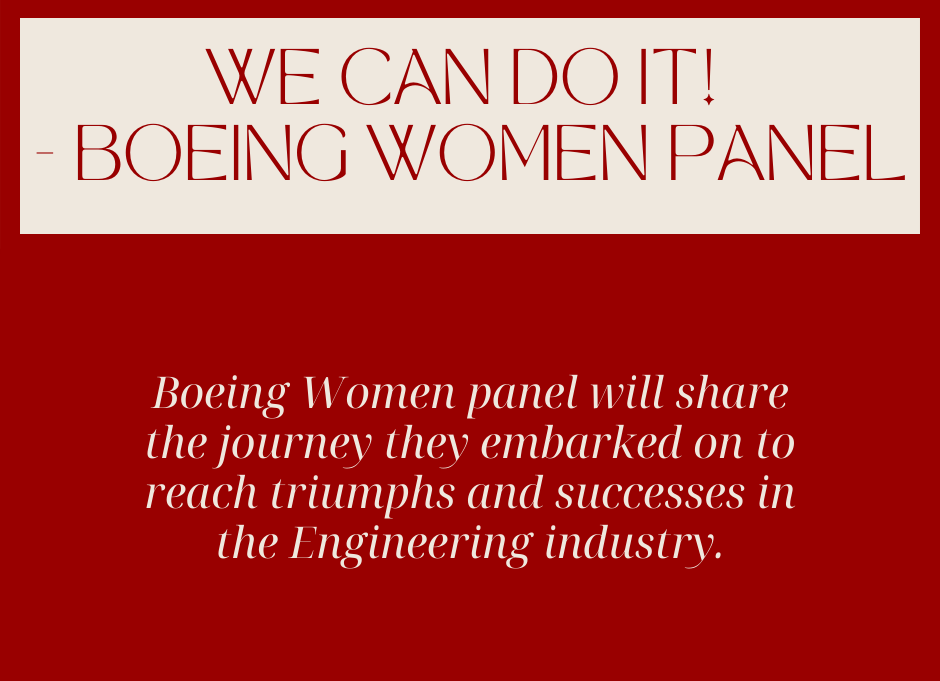 WE CAN DO IT!
- BOEING WOMEN PANEL
Boeing Women panel will share
the journey they embarked on to
reach triumphs and successes in
the Engineering industry.